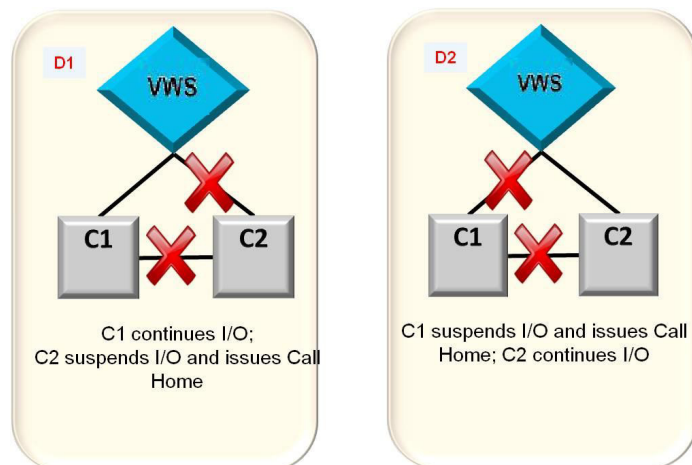 D1
VWS
C1
C2
C1 continues I/O;
C2 suspends I/O and issues Call
Home
D2
VWS
C1
C2
C1 suspends I/O and issues Call
Home; C2 continues I/O